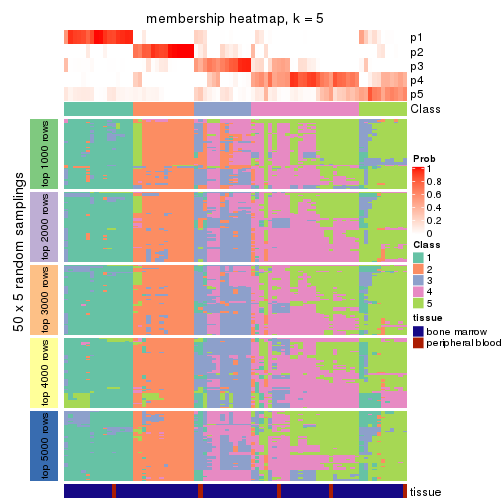 membership heatmap, k = 5
p1
p2
p3
p4
p5
Class
50 x 5 random samplings
top 1000 rows
top 2000 rows
top 3000 rows
top 4000 rows
top 5000 rows
Prob
1
0.8
0.6
0.4
0.2
0
Class
1
2
3
4
5
tissue
bone marrow
peripheral blood
tissue